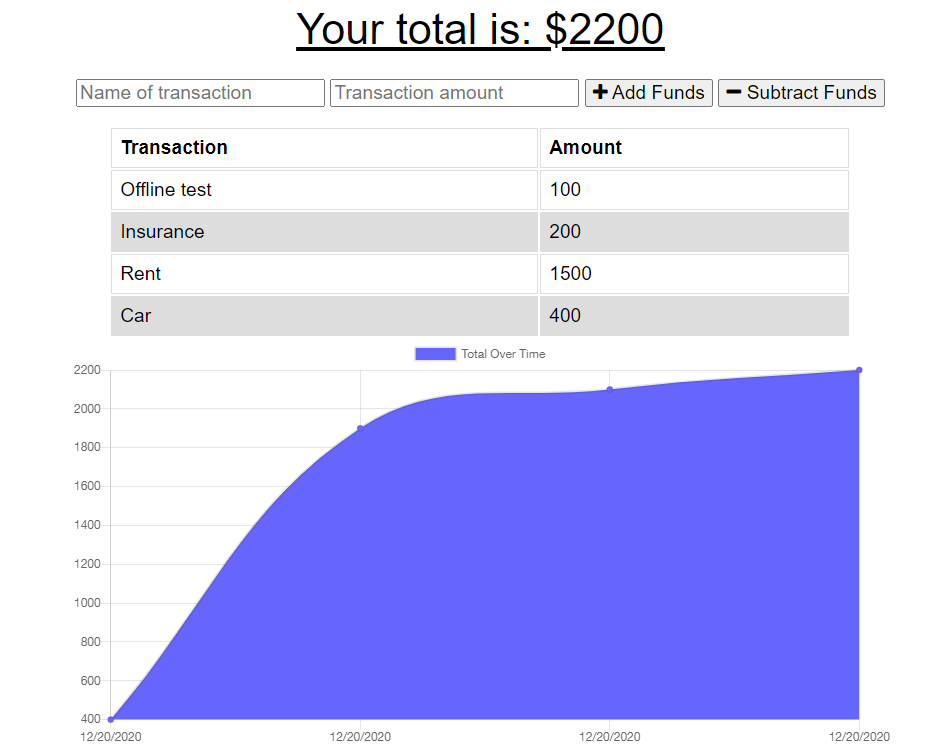 Your total is: $2200
Name of transaction Transaction amount + Add Funds − Subtract Funds
Transaction Amount
Offline test 100
Insurance 200
Rent 1500
Car 400
Total Over Time
2200
2000
1800
1600
1400
1200
1000
800
600
400
12/20/2020 12/20/2020 12/20/2020 12/20/2020